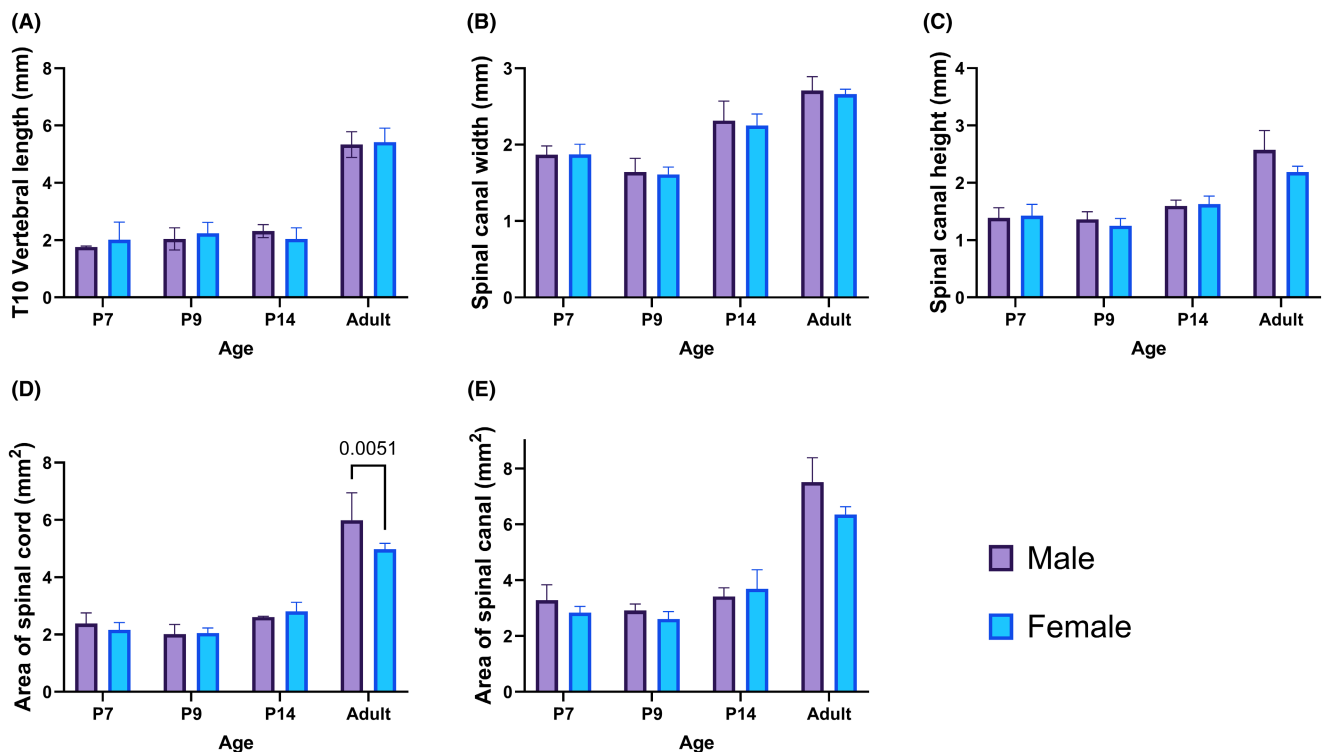 (A)
T10 Vertebral length (mm)
8
6
4
2
0
P7 P9 P14 Adult
Age
(B)
Spinal canal width (mm)
3
2
1
0
P7 P9 P14 Adult
Age
(C)
Spinal canal height (mm)
4
3
2
1
0
P7 P9 P14 Adult
Age
(D)
Area of spinal cord (mm²)
8
6
4
2
0
0.0051
P7 P9 P14 Adult
Age
(E)
Area of spinal canal (mm²)
8
6
4
2
0
P7 P9 P14 Adult
Age
Male
Female